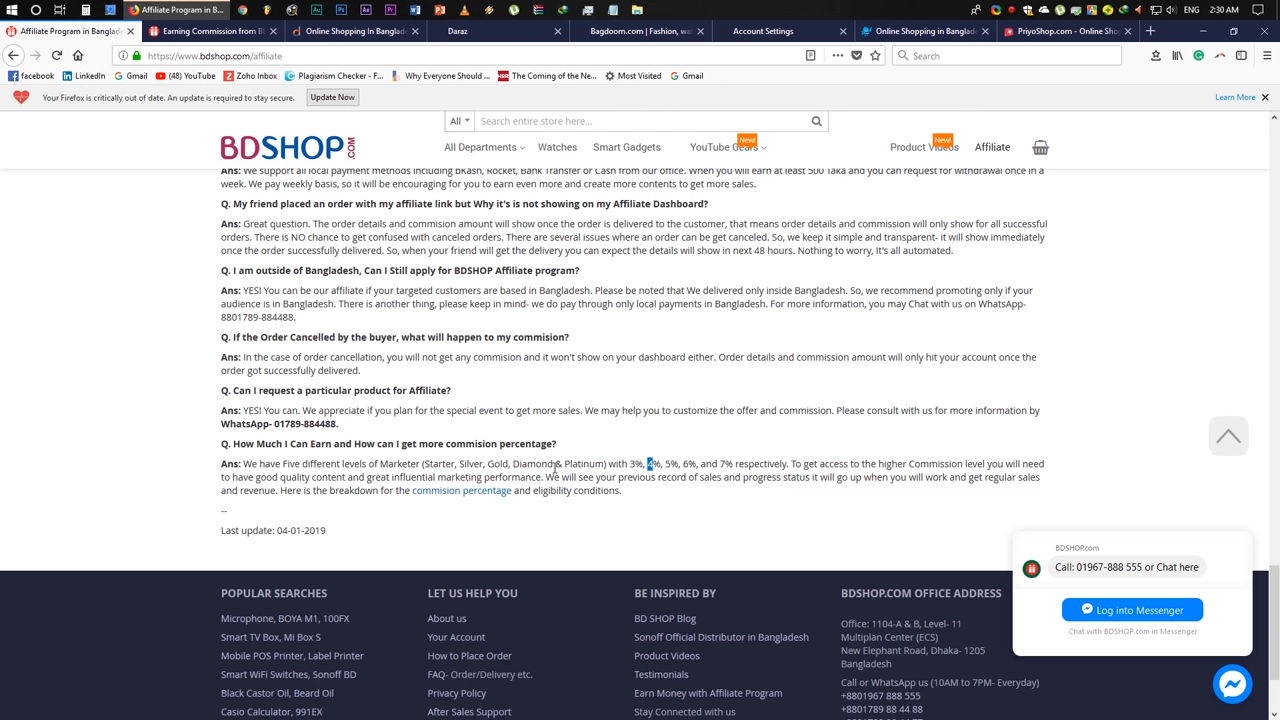 ENG 2:30 AM
Affiliate Program in Banglade
Affiliate Program in Banglade
Earning Commission from BD
Online Shopping In Banglade
Daraz
Bagdoom.com | Fashion, wa
Account Settings
Online Shopping in Banglade
PriyoShop.com - Online Sho
https://www.bdshop.com/affiliate
Search
facebook
LinkedIn
Gmail
(48) YouTube
Zoho Inbox
Plagiarism Checker - F...
Why Everyone Should ...
The Coming of the Ne...
Most Visited
Gmail
Your Firefox is critically out of date. An update is required to stay secure.
Update Now
Learn More
All
Search entire store here...
BDSHOP.COM
All Departments
Watches
Smart Gadgets
YouTube Gears
New!
Product Videos
New!
Affiliate
Ans: We support all local payment methods including bKash, Rocket, Bank Transfer or Cash from our office. When you will earn at least 500 Taka and you can request for withdrawal once in a
week. We pay weekly basis, so it will be encouraging for you to earn even more and create more contents to get more sales.
Q. My friend placed an order with my affiliate link but Why it's is not showing on my Affiliate Dashboard?
Ans: Great question. The order details and commision amount will show once the order is delivered to the customer, that means order details and commission will only show for all successful
orders. There is NO chance to get confused with canceled orders. There are several issues where an order can be get canceled. So, we keep it simple and transparent- it will show immediately
once the order successfully delivered. So, when your friend will get the delivery you can expect the details will show in next 48 hours. Nothing to worry, It's all automated.
Q. I am outside of Bangladesh, Can I Still apply for BDSHOP Affiliate program?
Ans: YES! You can be our affiliate if your targeted customers are based in Bangladesh. Please be noted that We delivered only inside Bangladesh. So, we recommend promoting only if your
audience is in Bangladesh. There is another thing, please keep in mind- we do pay through only local payments in Bangladesh. For more information, you may Chat with us on WhatsApp-
8801789-884488.
Q. If the Order Cancelled by the buyer, what will happen to my commision?
Ans: In the case of order cancellation, you will not get any commision and it won't show on your dashboard either. Order details and commission amount will only hit your account once the
order got successfully delivered.
Q. Can I request a particular product for Affiliate?
Ans: YES! You can. We appreciate if you plan for the special event to get more sales. We may help you to customize the offer and commission. Please consult with us for more information by
WhatsApp- 01789-884488.
Q. How Much I Can Earn and How can I get more commision percentage?
Ans: We have Five different levels of Marketer (Starter, Silver, Gold, Diamond & Platinum) with 3%, 4%, 5%, 6%, and 7% respectively. To get access to the higher Commission level you will need
to have good quality content and great influential marketing performance. We will see your previous record of sales and progress status it will go up when you will work and get regular sales
and revenue. Here is the breakdown for the commision percentage and eligibility conditions.
--
Last update: 04-01-2019
POPULAR SEARCHES
Microphone, BOYA M1, 100FX
Smart TV Box, Mi Box S
Mobile POS Printer, Label Printer
Smart WiFi Switches, Sonoff BD
Black Castor Oil, Beard Oil
Casio Calculator, 991EX
LET US HELP YOU
About us
Your Account
How to Place Order
FAQ- Order/Delivery etc.
Privacy Policy
After Sales Support
BE INSPIRED BY
BD SHOP Blog
Sonoff Official Distributor in Bangladesh
Product Videos
Testimonials
Earn Money with Affiliate Program
Stay Connected with us
BDSHOP.COM OFFICE ADDRESS
Office: 1104-A & B, Level- 11
Multiplan Center (ECS)
New Elephant Road, Dhaka- 1205
Bangladesh
Call or WhatsApp us (10AM to 7PM- Everyday)
+8801967 888 555
+8801789 88 44 88
BDSHOP.com
Call: 01967-888 555 or Chat here
Log into Messenger
Chat with BDSHOP.com in Messenger